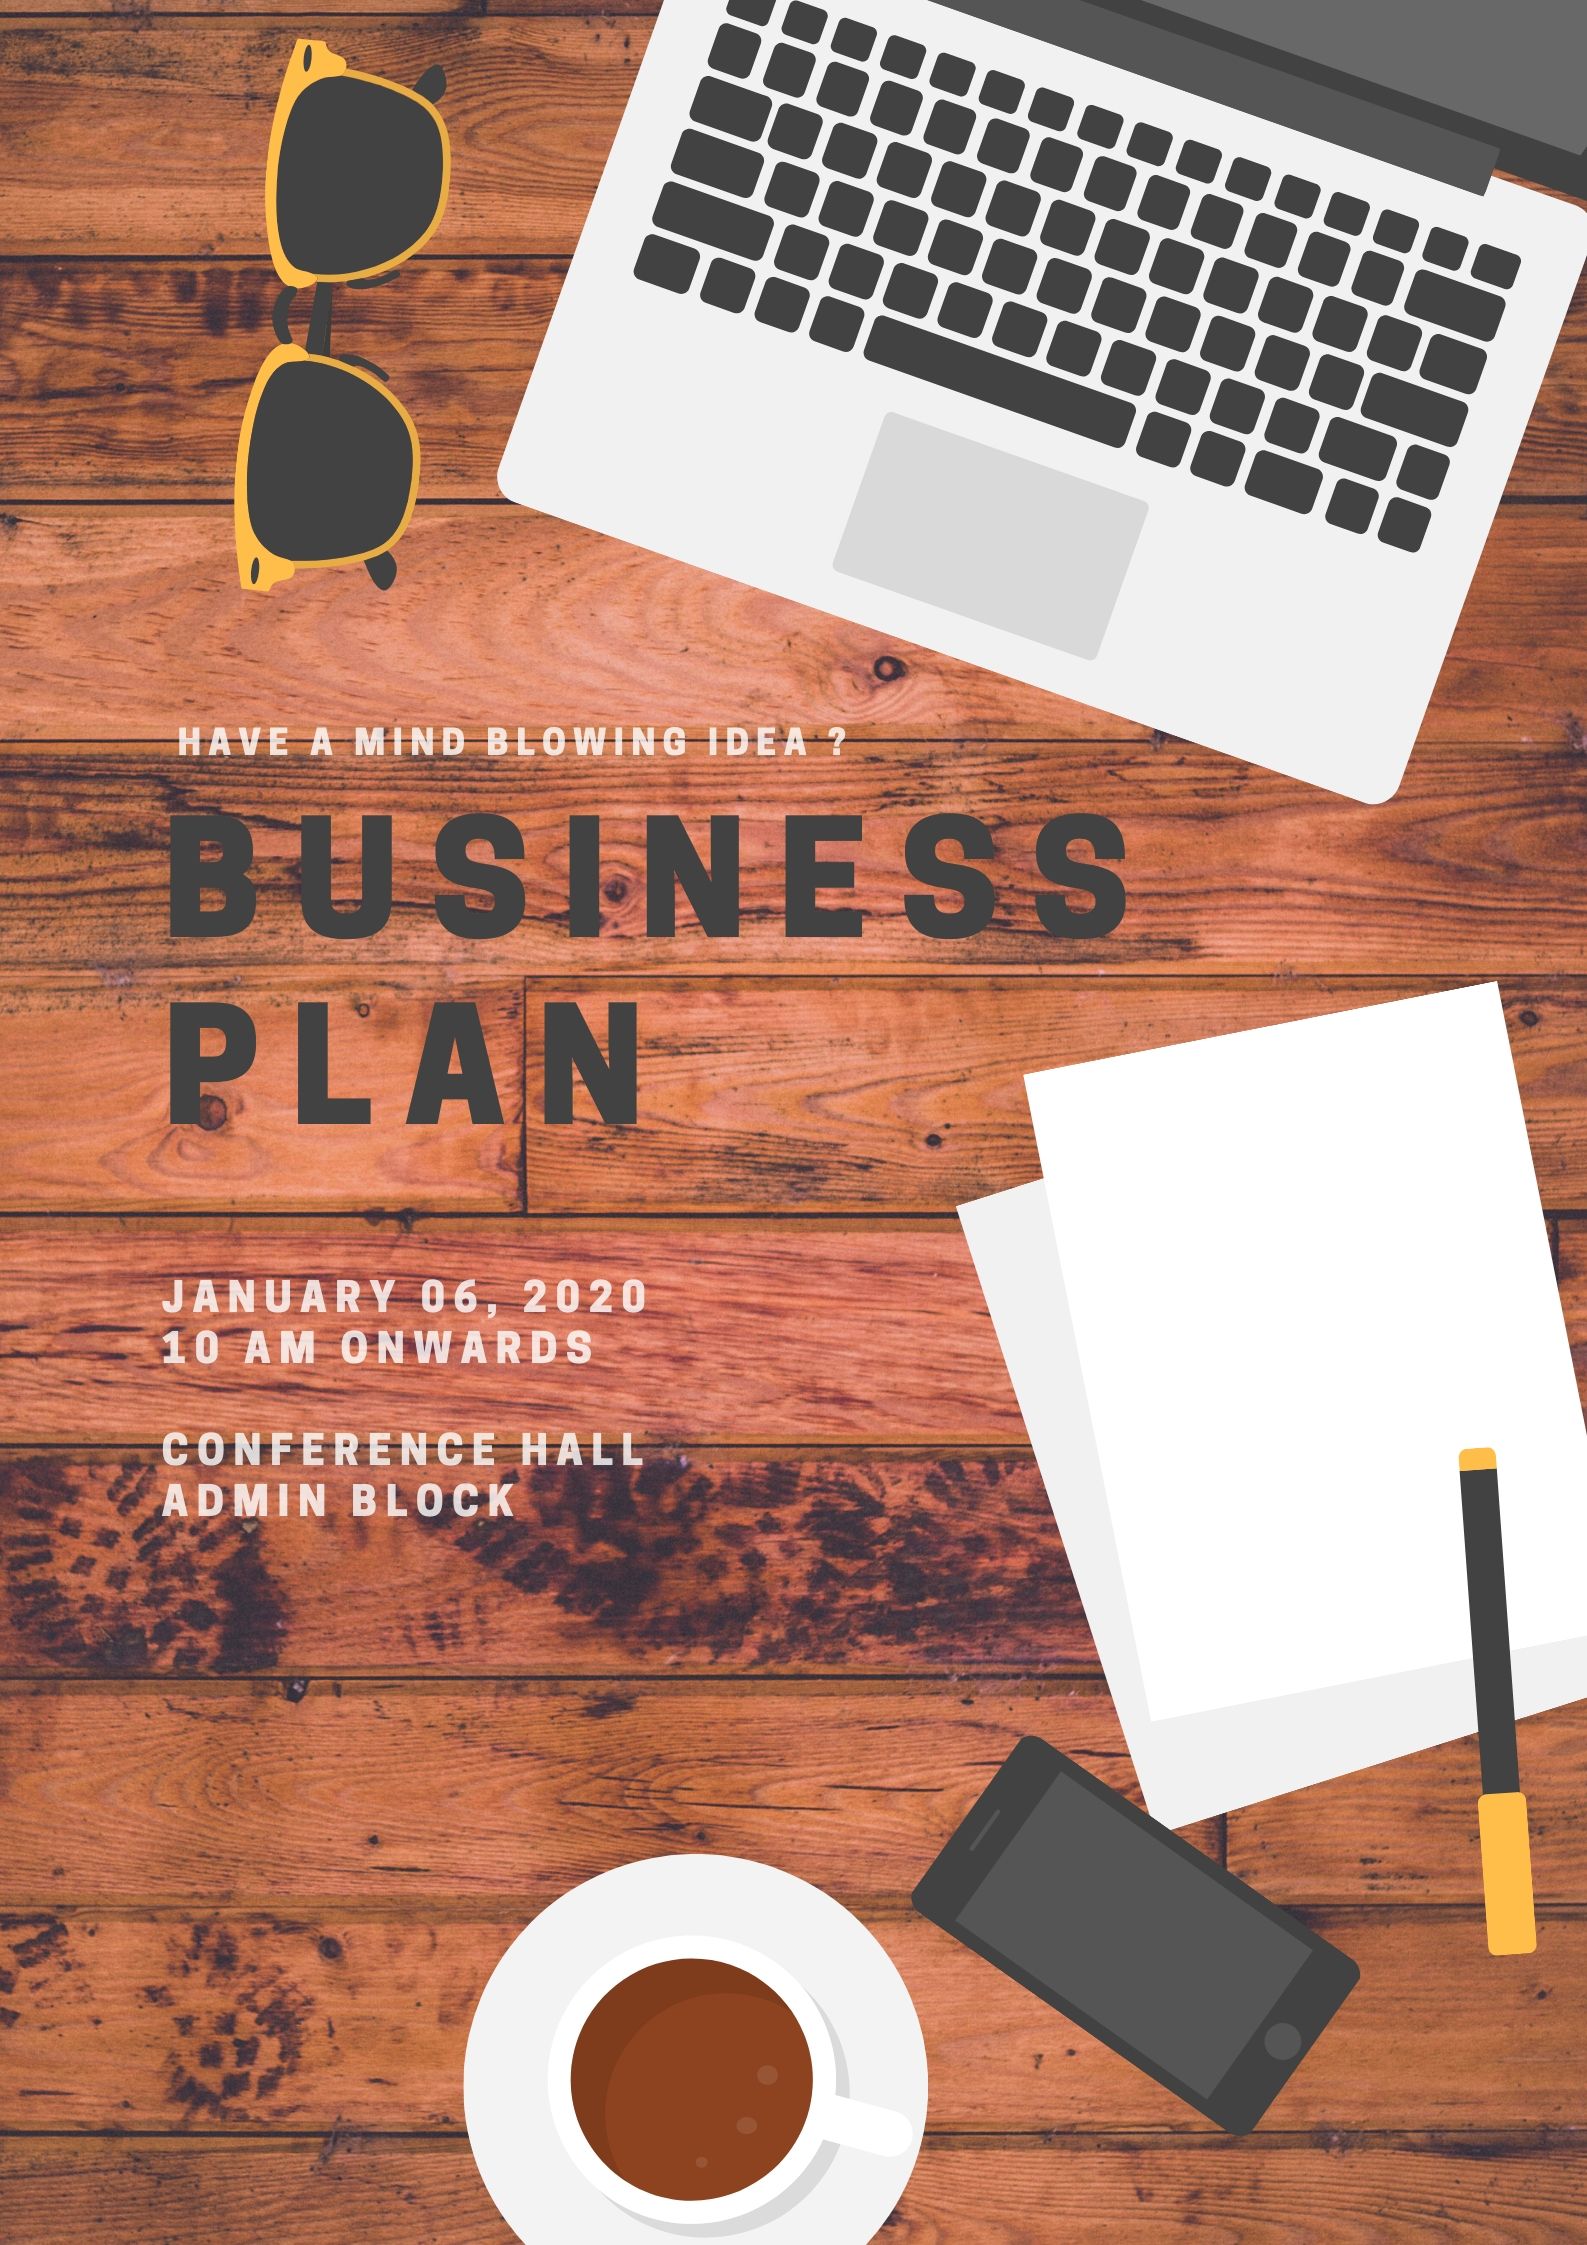 HAVE A MIND BLOWING IDEA ?
BUSINESS
PLAN
JANUARY 06, 2020
10 AM ONWARDS
CONFERENCE HALL
ADMIN BLOCK